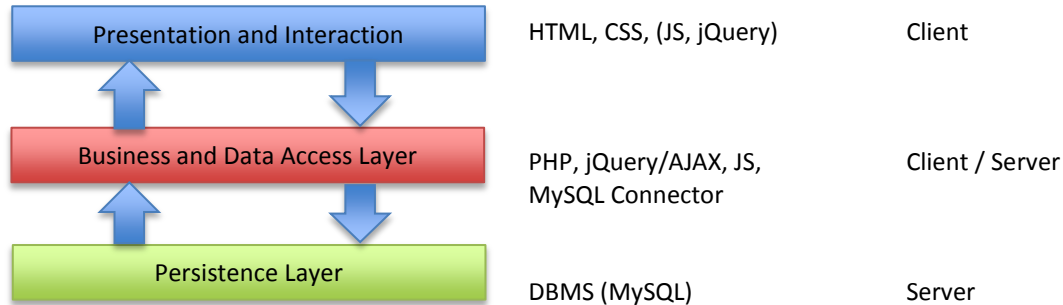 Presentation and Interaction
HTML, CSS, (JS, jQuery)
Client
Business and Data Access Layer
PHP, jQuery/AJAX, JS,
MySQL Connector
Client / Server
Persistence Layer
DBMS (MySQL)
Server